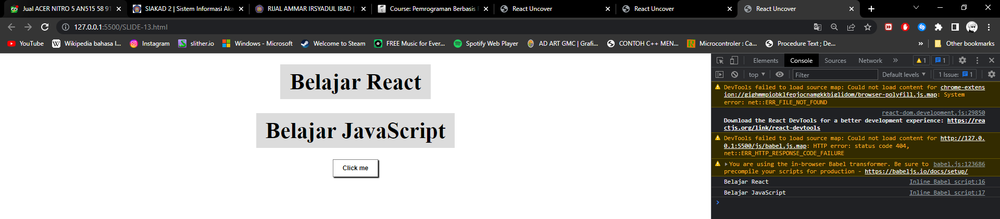 Jual ACER NITRO 5 AN515 58 91
SIAKAD 2 | Sistem Informasi Aka
RIJAL AMMAR IRSYADUL IBAD |
Course: Pemrograman Berbasis
React Uncover
React Uncover
React Uncover
127.0.0.1:5500/SLIDE-13.html
YouTube
Wikipedia bahasa I...
Instagram
slither.io
Windows - Microsoft
Welcome to Steam
FREE Music for Ever...
Spotify Web Player
AD ART GMC | Grafi...
CONTOH C++ MEN...
Microcontroler : Ca...
Procedure Text ; De...
»
Other bookmarks
Belajar React
Belajar JavaScript
Click me
Elements
Console
Sources
Network
»
1
1
top
Filter
Default levels
1 Issue:
1
DevTools failed to load source map: Could not load content for chrome-extens
ion://gighmmpiobklfepjocnamgkkbiglidom/browser-polyfill.js.map: System
error: net::ERR_FILE_NOT_FOUND
react-dom.development.js:29850
Download the React DevTools for a better development experience: https://rea
ctjs.org/link/react-devtools
DevTools failed to load source map: Could not load content for http://127.0.
0.1:5500/js/babel.js.map: HTTP error: status code 404,
net::ERR_HTTP_RESPONSE_CODE_FAILURE
You are using the in-browser Babel transformer. Be sure to babel.js:123686
precompile your scripts for production - https://babeljs.io/docs/setup/
Belajar React Inline Babel script:16
Belajar JavaScript Inline Babel script:17